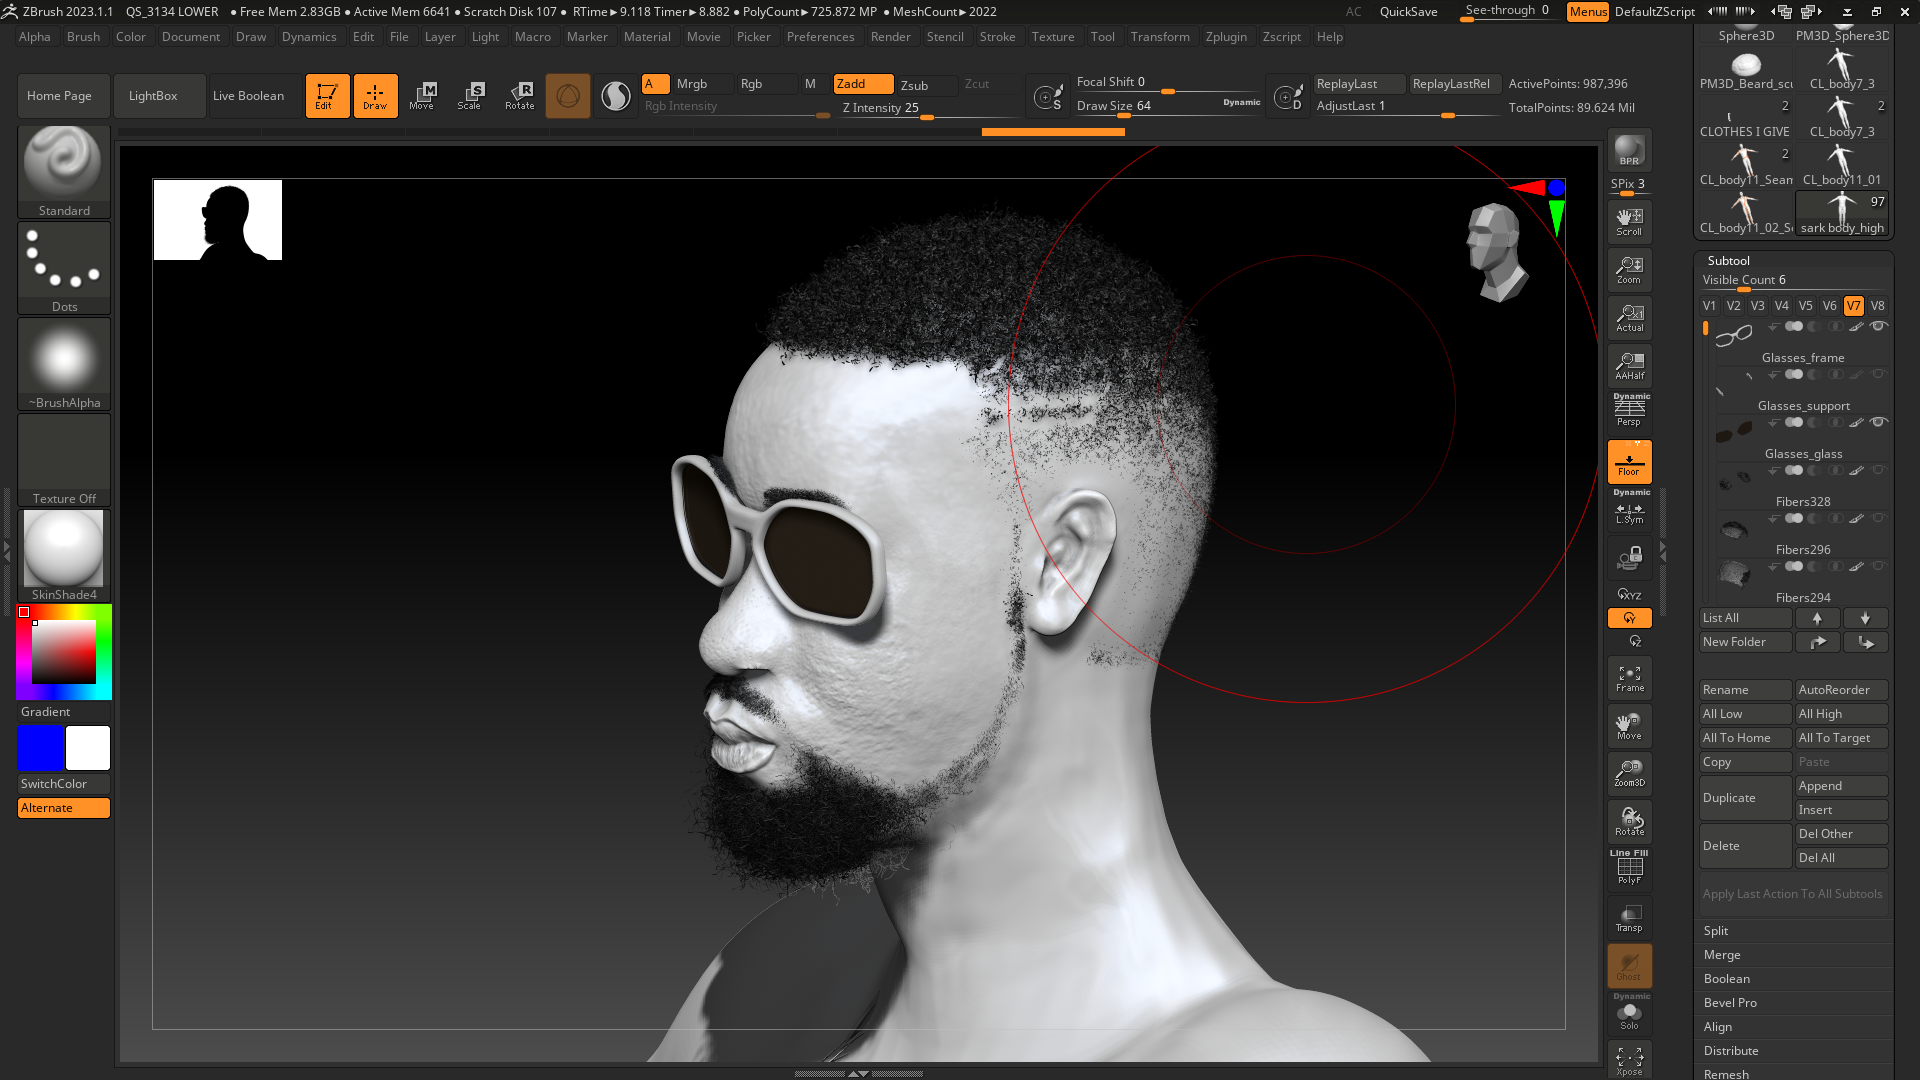 ZBrush 2023.1.1 QS_3134 LOWER ● Free Mem 2.83GB ● Active Mem 6641 ● Scratch Disk 107 ● RTime►9.118 Timer►8.882 ●PolyCount►725.872 MP ●MeshCount►2022 AC QuickSave See-through 0 Menus DefaultZScript
Alpha Brush Color Document Draw Dynamics Edit File Layer Light Macro Marker Material Movie Picker Preferences Render Stencil Stroke Texture Tool Transform Zplugin Zscript Help
Home Page
LightBox
Live Boolean
Edit
Draw
Move
Scale
Rotate
A
Mrgb
Rgb
M
Zadd
Zsub
Zcut
Rgb Intensity
Z Intensity 25
S
Focal Shift 0
Draw Size 64
Dynamic
D
ReplayLast
ReplayLastRel
AdjustLast 1
ActivePoints: 987,396
TotalPoints: 89.624 Mil
Standard
Dots
~BrushAlpha
Texture Off
SkinShade4
Gradient
SwitchColor
Alternate
BPR
SPix 3
Scroll
Zoom
Actual
AAHalf
Dynamic
Persp
Floor
Dynamic
L.Sym
XYZ
Y
Z
Frame
Move
Zoom3D
Rotate
Line Fill
PolyF
Transp
Ghost
Dynamic
Solo
Xpose
Sphere3D PM3D_Sphere3D
PM3D_Beard_scu CL_body7_3
2 2
CLOTHES I GIVE CL_body7_3
2
CL_body11_Seam CL_body11_01
97
CL_body11_02_Se sark body_high
Subtool
Visible Count 6
V1 V2 V3 V4 V5 V6 V7 V8
Glasses_frame
Glasses_support
Glasses_glass
Fibers328
Fibers296
Fibers294
List All
New Folder
Rename AutoReorder
All Low All High
All To Home All To Target
Copy Paste
Duplicate Append
Insert
Delete Del Other
Del All
Apply Last Action To All Subtools
Split
Merge
Boolean
Bevel Pro
Align
Distribute
Remesh